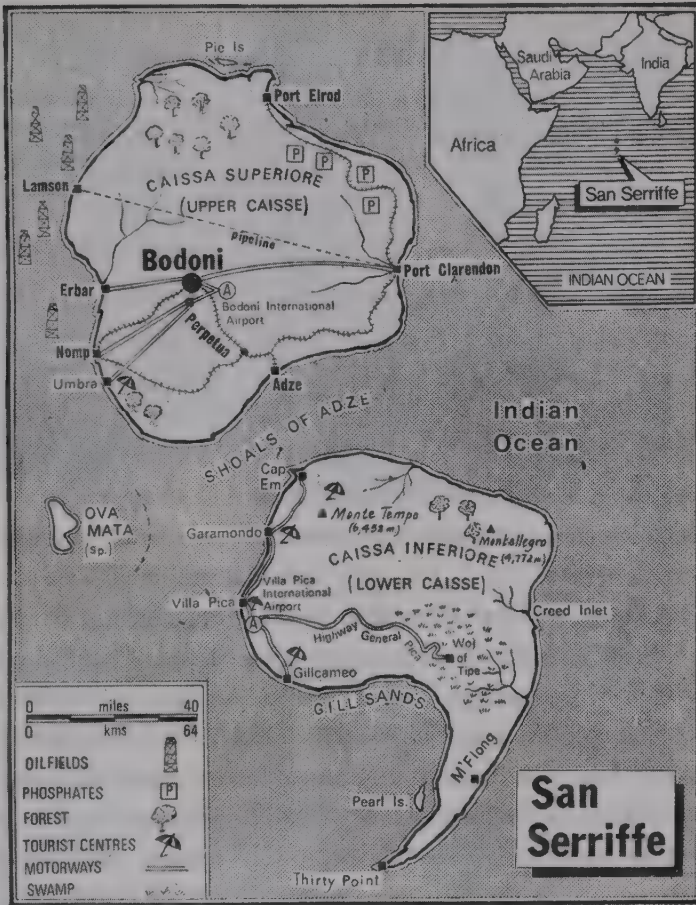 Pic Is.
Port Elrod
P
P
P
P
Lamson
CAISSA SUPERIORE
(UPPER CAISSE)
pipeline
Bodoni
Port Clarendon
Erbar
A
Bodoni International
Airport
Perpetua
Nomp
Umbra
Adze
SHOALS OF ADZE
Saudi
Arabia
India
Africa
San Serriffe
INDIAN OCEAN
Indian
Ocean
OVA
MATA
(Sp.)
Cap
Em
Monte Tempo
(6,452m)
Garamondo
Montallegro
(4,772m)
CAISSA INFERIORE
(LOWER CAISSE)
Villa Pica
Villa Pica
International
Airport
A
Creed Inlet
Highway General Pica
Woj
of
Tipe
Gillcameo
GILL SANDS
M'Flong
Pearl Is.
Thirty Point
0 miles 40
0 kms 64
OILFIELDS
PHOSPHATES P
FOREST
TOURIST CENTRES
MOTORWAYS
SWAMP
San
Serriffe